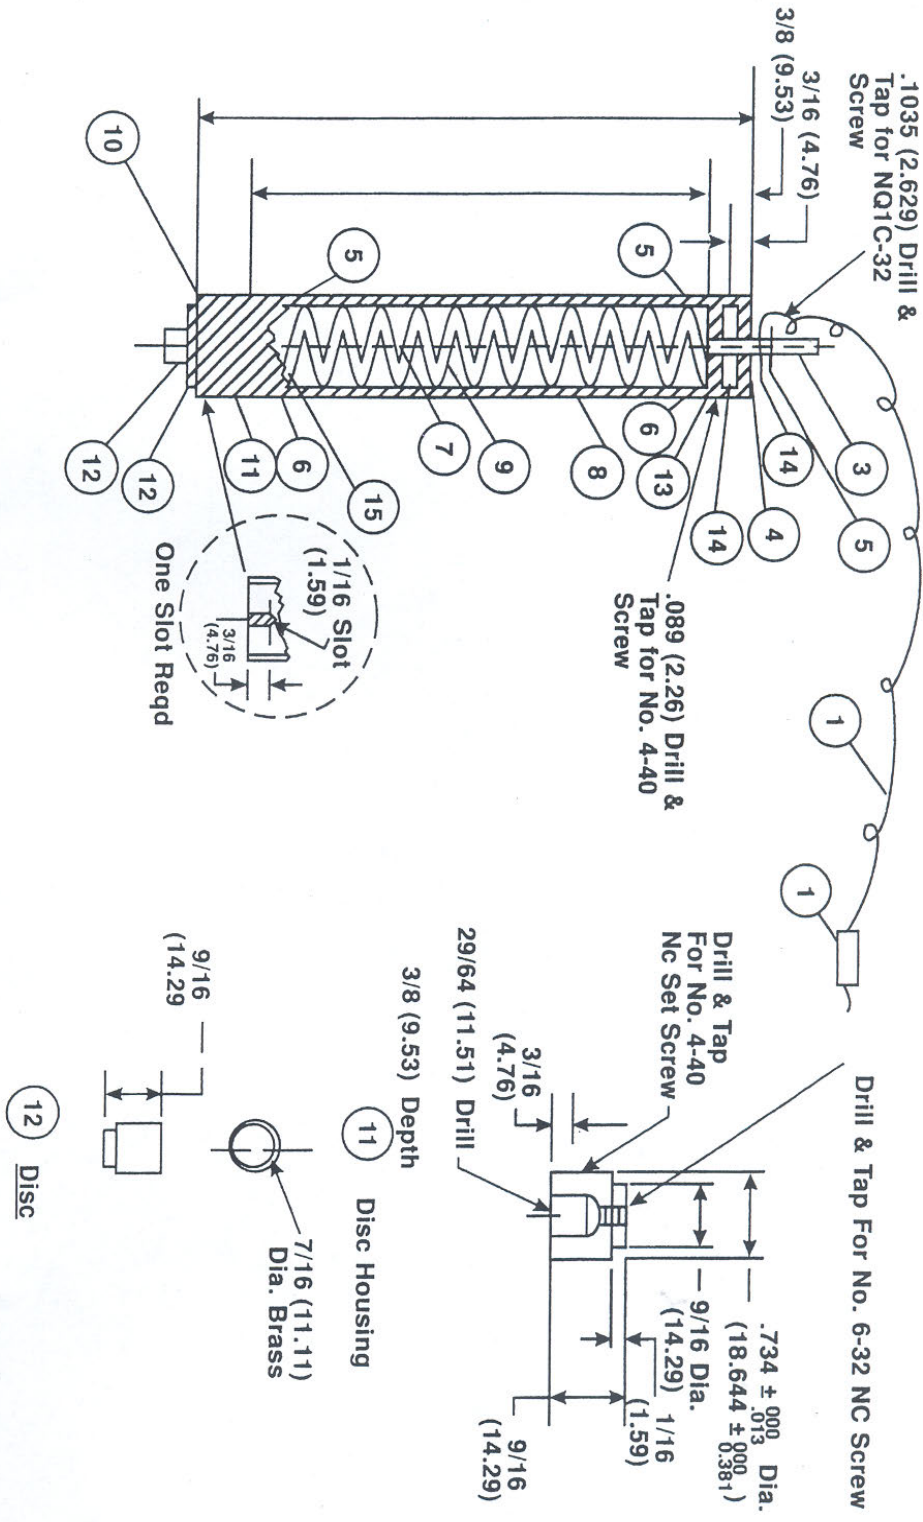 .1035 (2.629) Drill &
Tap for NQ1C-32
Screw
3/16 (4.76)
3/8 (9.53)
10
5
5
12
12
11
6
15
7
9
8
6
13
14
4
14
3
5
1/16 Slot
(1.59)
3/16
(4.76)
One Slot Reqd
.089 (2.26) Drill &
Tap for No. 4-40
Screw
1
1
Drill & Tap For No. 6-32 NC Screw
Drill & Tap
For No. 4-40
Nc Set Screw
3/16
(4.76)
29/64 (11.51) Drill
3/8 (9.53) Depth
.734 ± .000 .013 Dia.
(18.644 ± .000 0.381)
9/16 Dia.
(14.29)
1/16
(1.59)
9/16
(14.29)
11
Disc Housing
9/16
(14.29
7/16 (11.11)
Dia. Brass
12
Disc